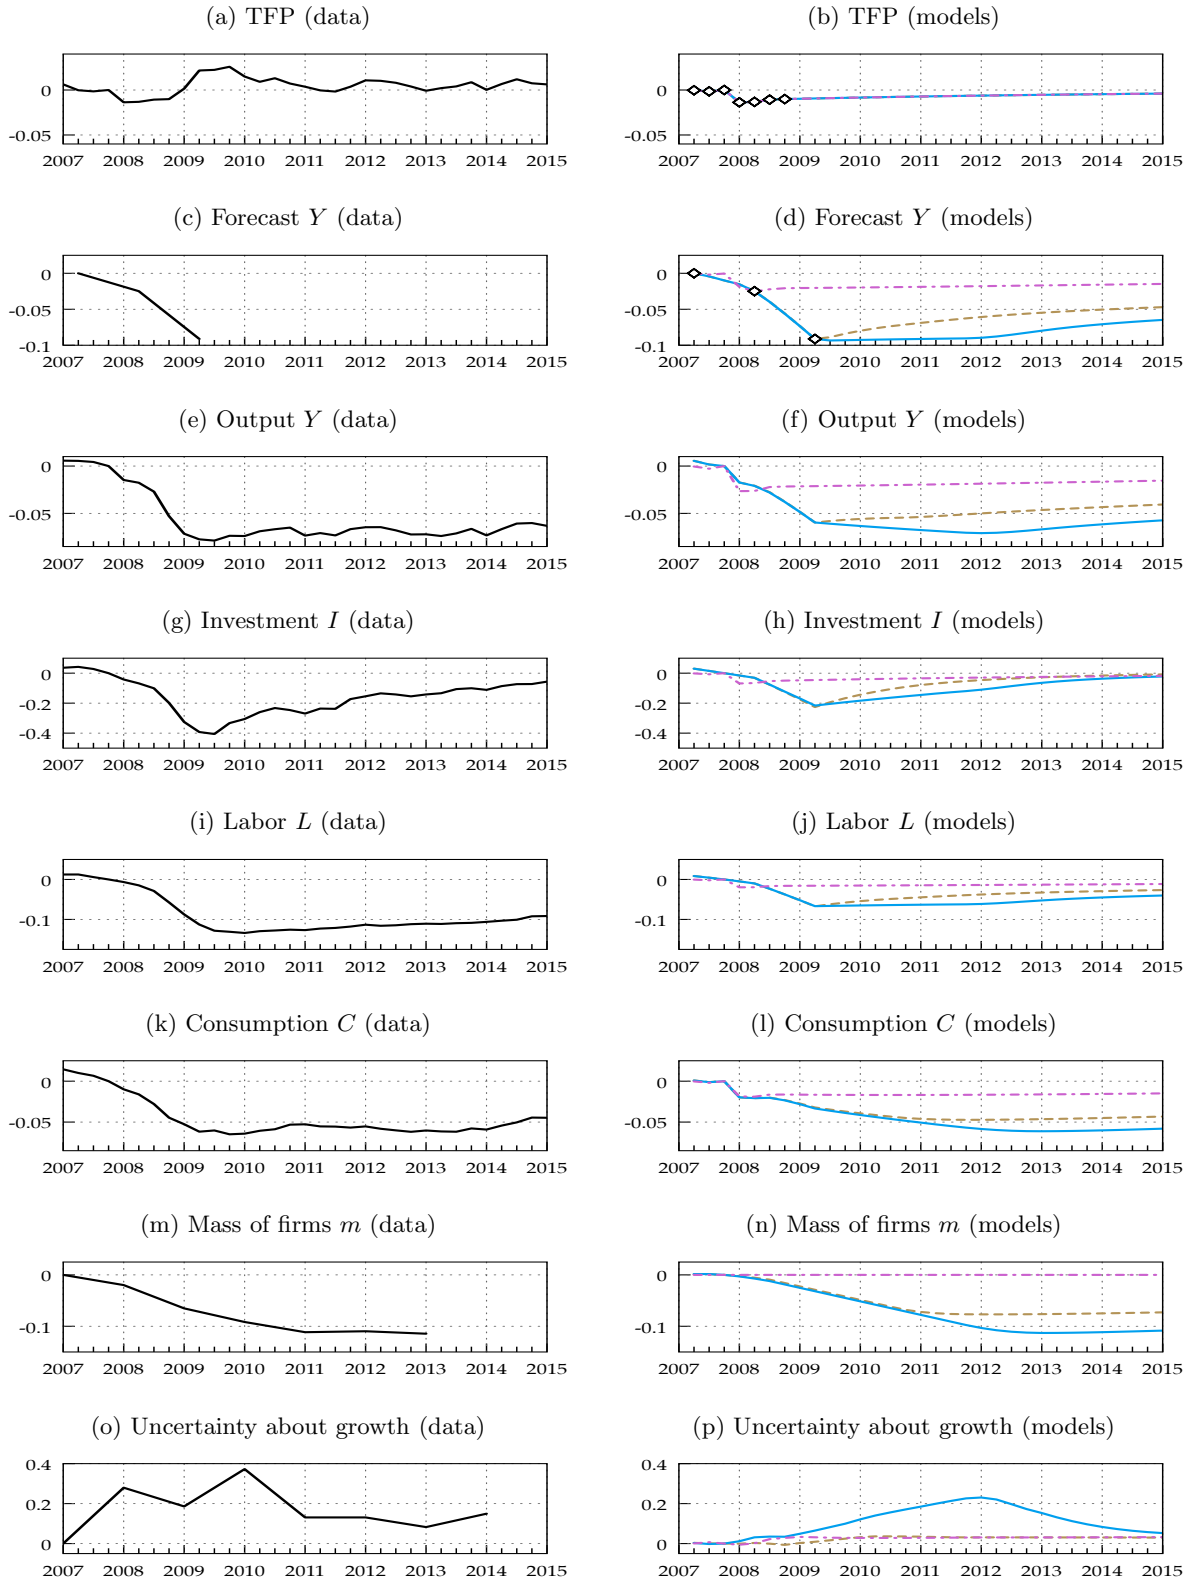 (a) TFP (data)
(b) TFP (models)
0
-0.05
2007 2008 2009 2010 2011 2012 2013 2014 2015
0
-0.05
2007 2008 2009 2010 2011 2012 2013 2014 2015
(c) Forecast Y (data)
(d) Forecast Y (models)
0
-0.05
-0.1
2007 2008 2009 2010 2011 2012 2013 2014 2015
0
-0.05
-0.1
2007 2008 2009 2010 2011 2012 2013 2014 2015
(e) Output Y (data)
(f) Output Y (models)
0
-0.05
2007 2008 2009 2010 2011 2012 2013 2014 2015
0
-0.05
2007 2008 2009 2010 2011 2012 2013 2014 2015
(g) Investment I (data)
(h) Investment I (models)
0
-0.2
-0.4
2007 2008 2009 2010 2011 2012 2013 2014 2015
0
-0.2
-0.4
2007 2008 2009 2010 2011 2012 2013 2014 2015
(i) Labor L (data)
(j) Labor L (models)
0
-0.1
2007 2008 2009 2010 2011 2012 2013 2014 2015
0
-0.1
2007 2008 2009 2010 2011 2012 2013 2014 2015
(k) Consumption C (data)
(l) Consumption C (models)
0
-0.05
2007 2008 2009 2010 2011 2012 2013 2014 2015
0
-0.05
2007 2008 2009 2010 2011 2012 2013 2014 2015
(m) Mass of firms m (data)
(n) Mass of firms m (models)
0
-0.1
2007 2008 2009 2010 2011 2012 2013 2014 2015
0
-0.1
2007 2008 2009 2010 2011 2012 2013 2014 2015
(o) Uncertainty about growth (data)
(p) Uncertainty about growth (models)
0.4
0.2
0
2007 2008 2009 2010 2011 2012 2013 2014 2015
0.4
0.2
0
2007 2008 2009 2010 2011 2012 2013 2014 2015